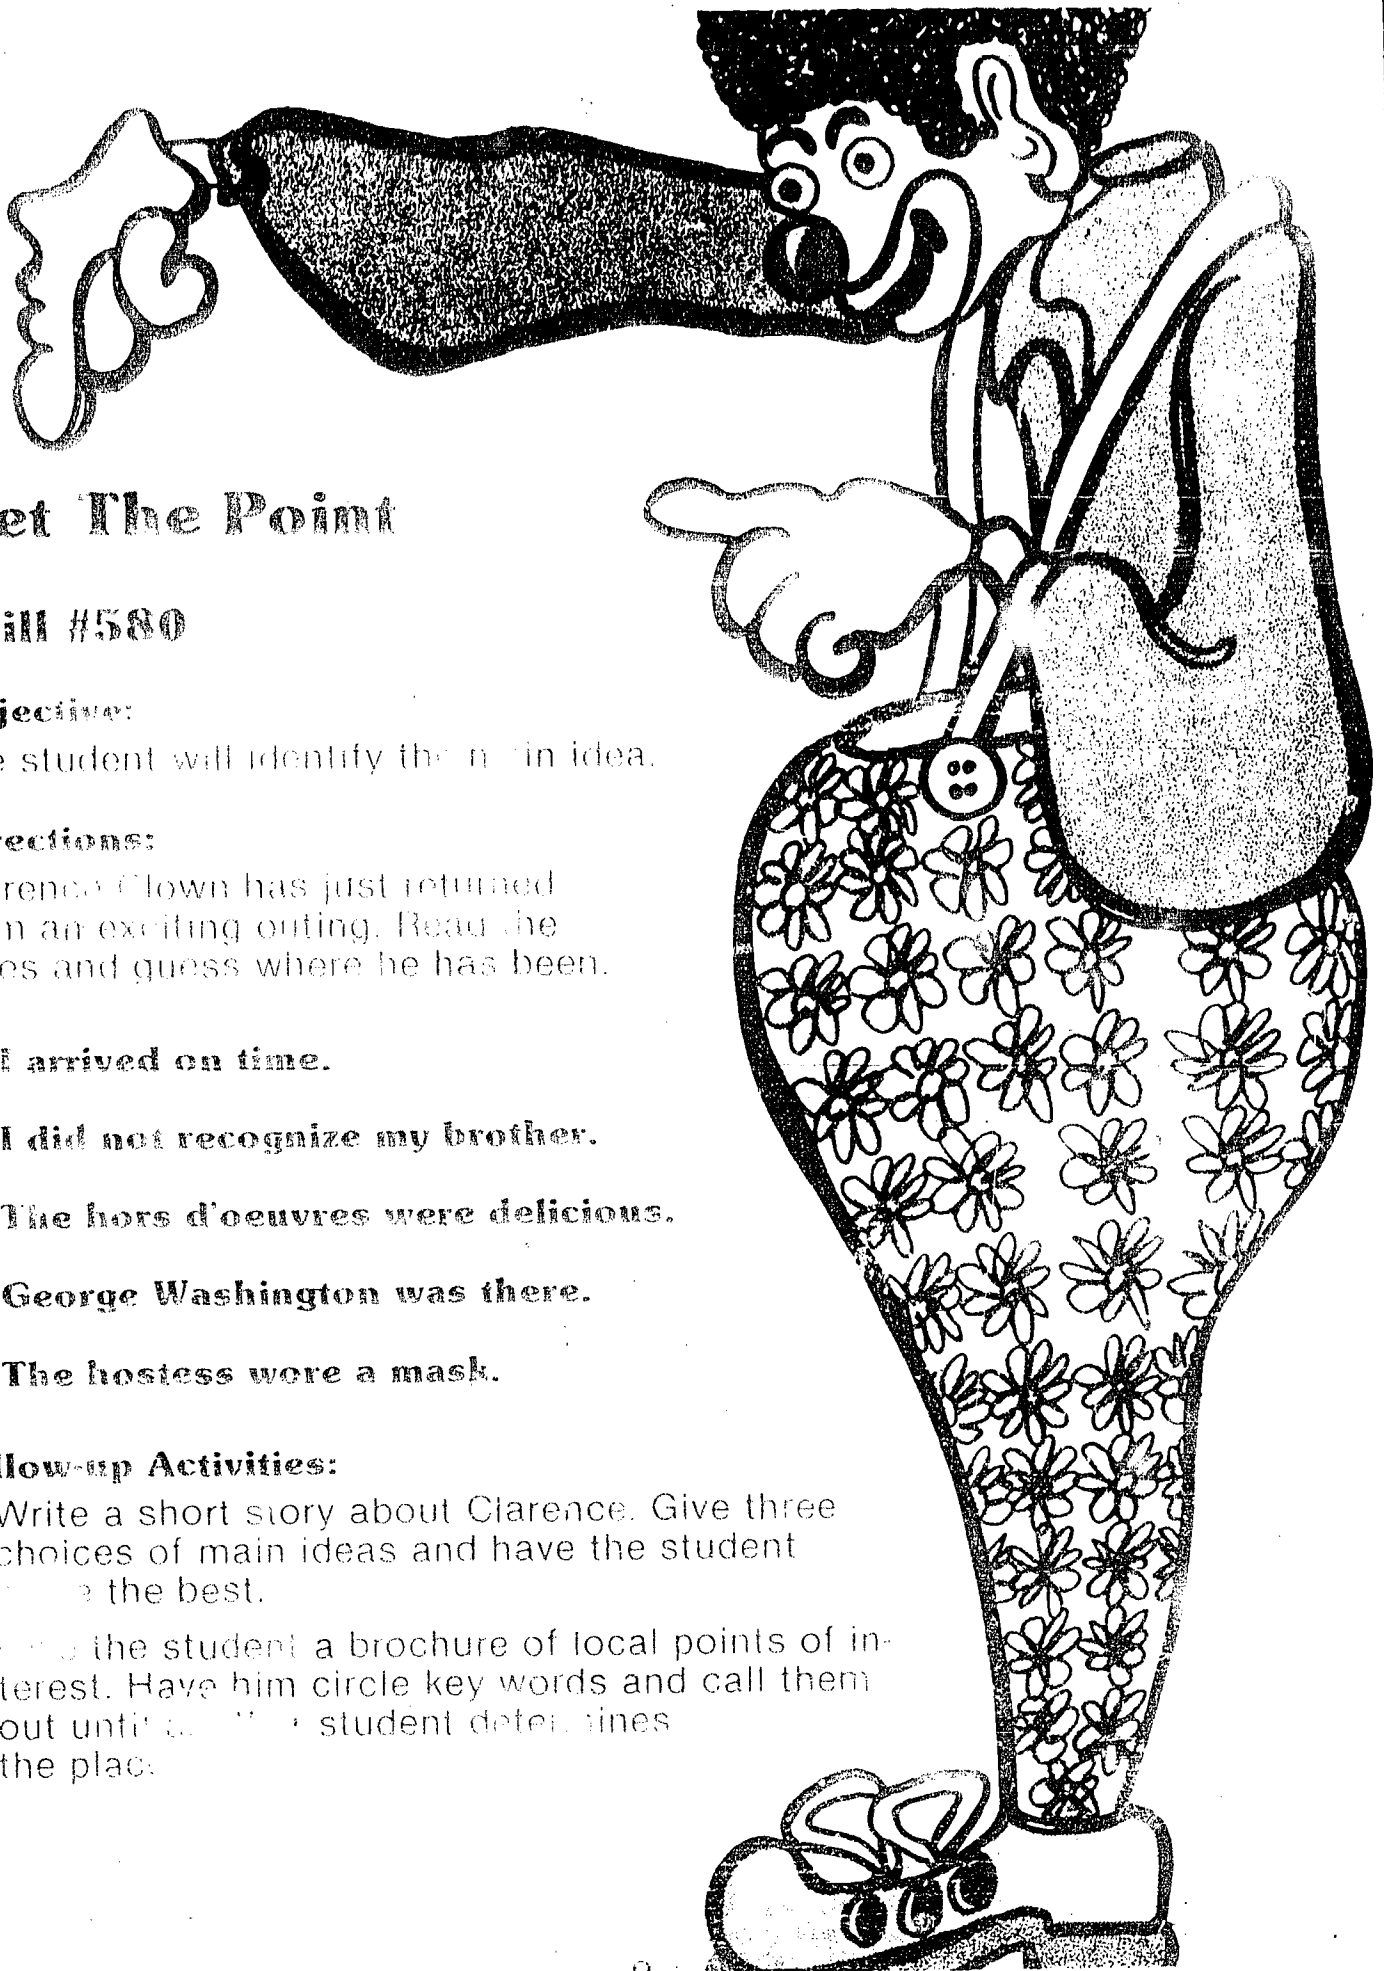 et The Point
ill #580
jective:
e student will identify the in idea.
ections:
Clown has just returned
n an exciting outing. Read he
es and guess where he has been.
I arrived on time.
I did not recognize my brother.
The hors d'oeuvres were delicious.
George Washington was there.
The hostess wore a mask.
llow-up Activities:
Write a short story about Clarence. Give three
choices of main ideas and have the student
the best.
the student a brochure of local points of in-
terest. Have him circle key words and call them
out student
the